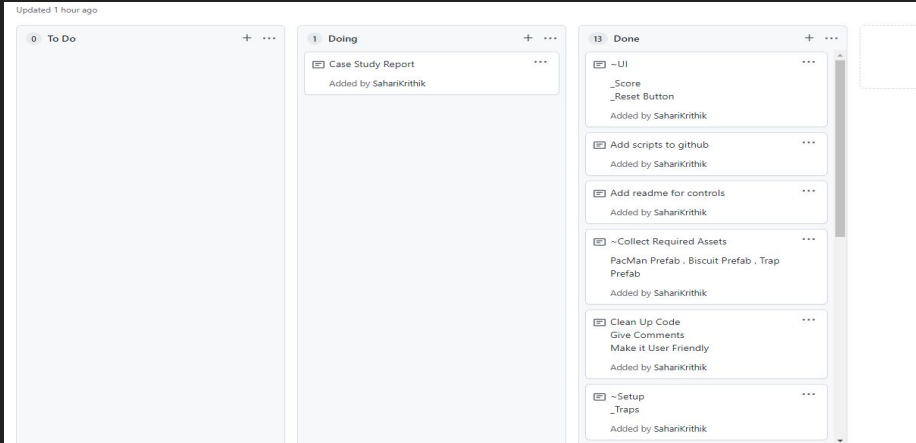 Updated 1 hour ago
0 To Do
1 Doing
Case Study Report
Added by SahariKrithik
13 Done
~UI
_Score
_Reset Button
Added by SahariKrithik
Add scripts to github
Added by SahariKrithik
Add readme for controls
Added by SahariKrithik
~Collect Required Assets
PacMan Prefab , Biscuit Prefab , Trap
Prefab
Added by SahariKrithik
Clean Up Code
Give Comments
Make it User Friendly
Added by SahariKrithik
~Setup
_Traps
Added by SahariKrithik